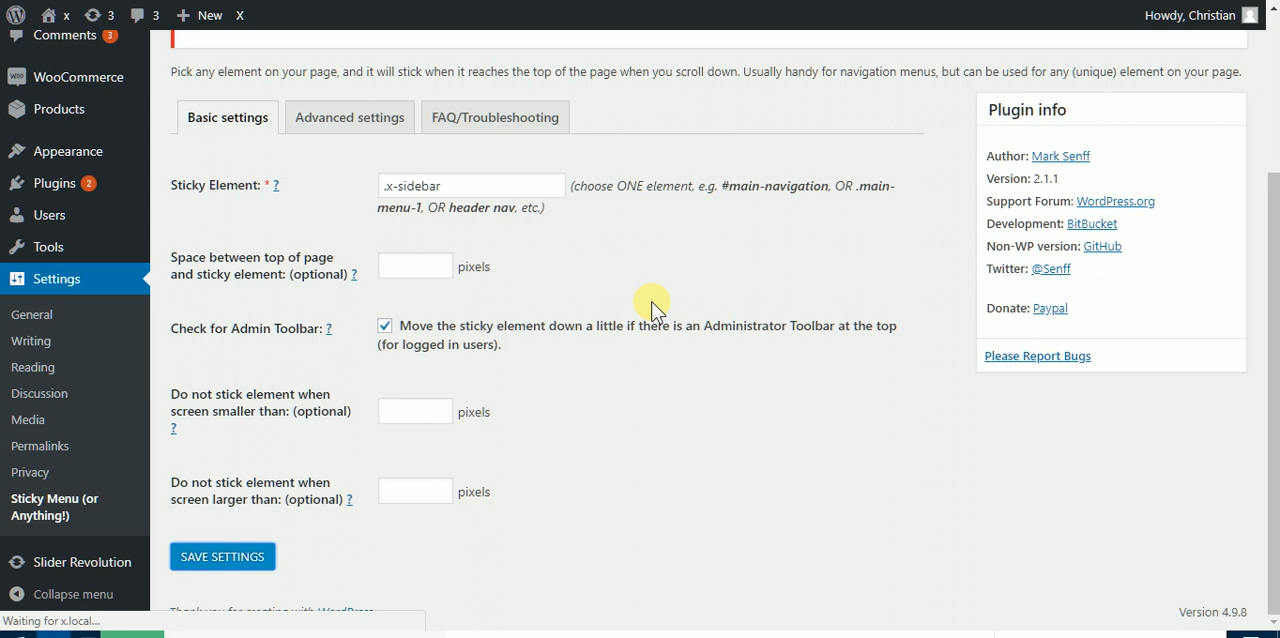 x 3 3 New X Howdy, Christian
Comments 3
WooCommerce
Products
Appearance
Plugins 2
Users
Tools
Settings
General
Writing
Reading
Discussion
Media
Permalinks
Privacy
Sticky Menu (or
Anything!)
Slider Revolution
Collapse menu
Pick any element on your page, and it will stick when it reaches the top of the page when you scroll down. Usually handy for navigation menus, but can be used for any (unique) element on your page.
Basic settings Advanced settings FAQ/Troubleshooting
Sticky Element: * ? .x-sidebar (choose ONE element, e.g. #main-navigation, OR .main-
menu-1, OR header nav, etc.)
Space between top of page
and sticky element: (optional) ? pixels
Check for Admin Toolbar: ? Move the sticky element down a little if there is an Administrator Toolbar at the top
(for logged in users).
Do not stick element when
screen smaller than: (optional) pixels
?
Do not stick element when
screen larger than: (optional) ? pixels
SAVE SETTINGS
Plugin info
Author: Mark Senff
Version: 2.1.1
Support Forum: WordPress.org
Development: BitBucket
Non-WP version: GitHub
Twitter: @Senff
Donate: Paypal
Please Report Bugs
Thank you for creating with WordPress
Version 4.9.8
Waiting for x.local...